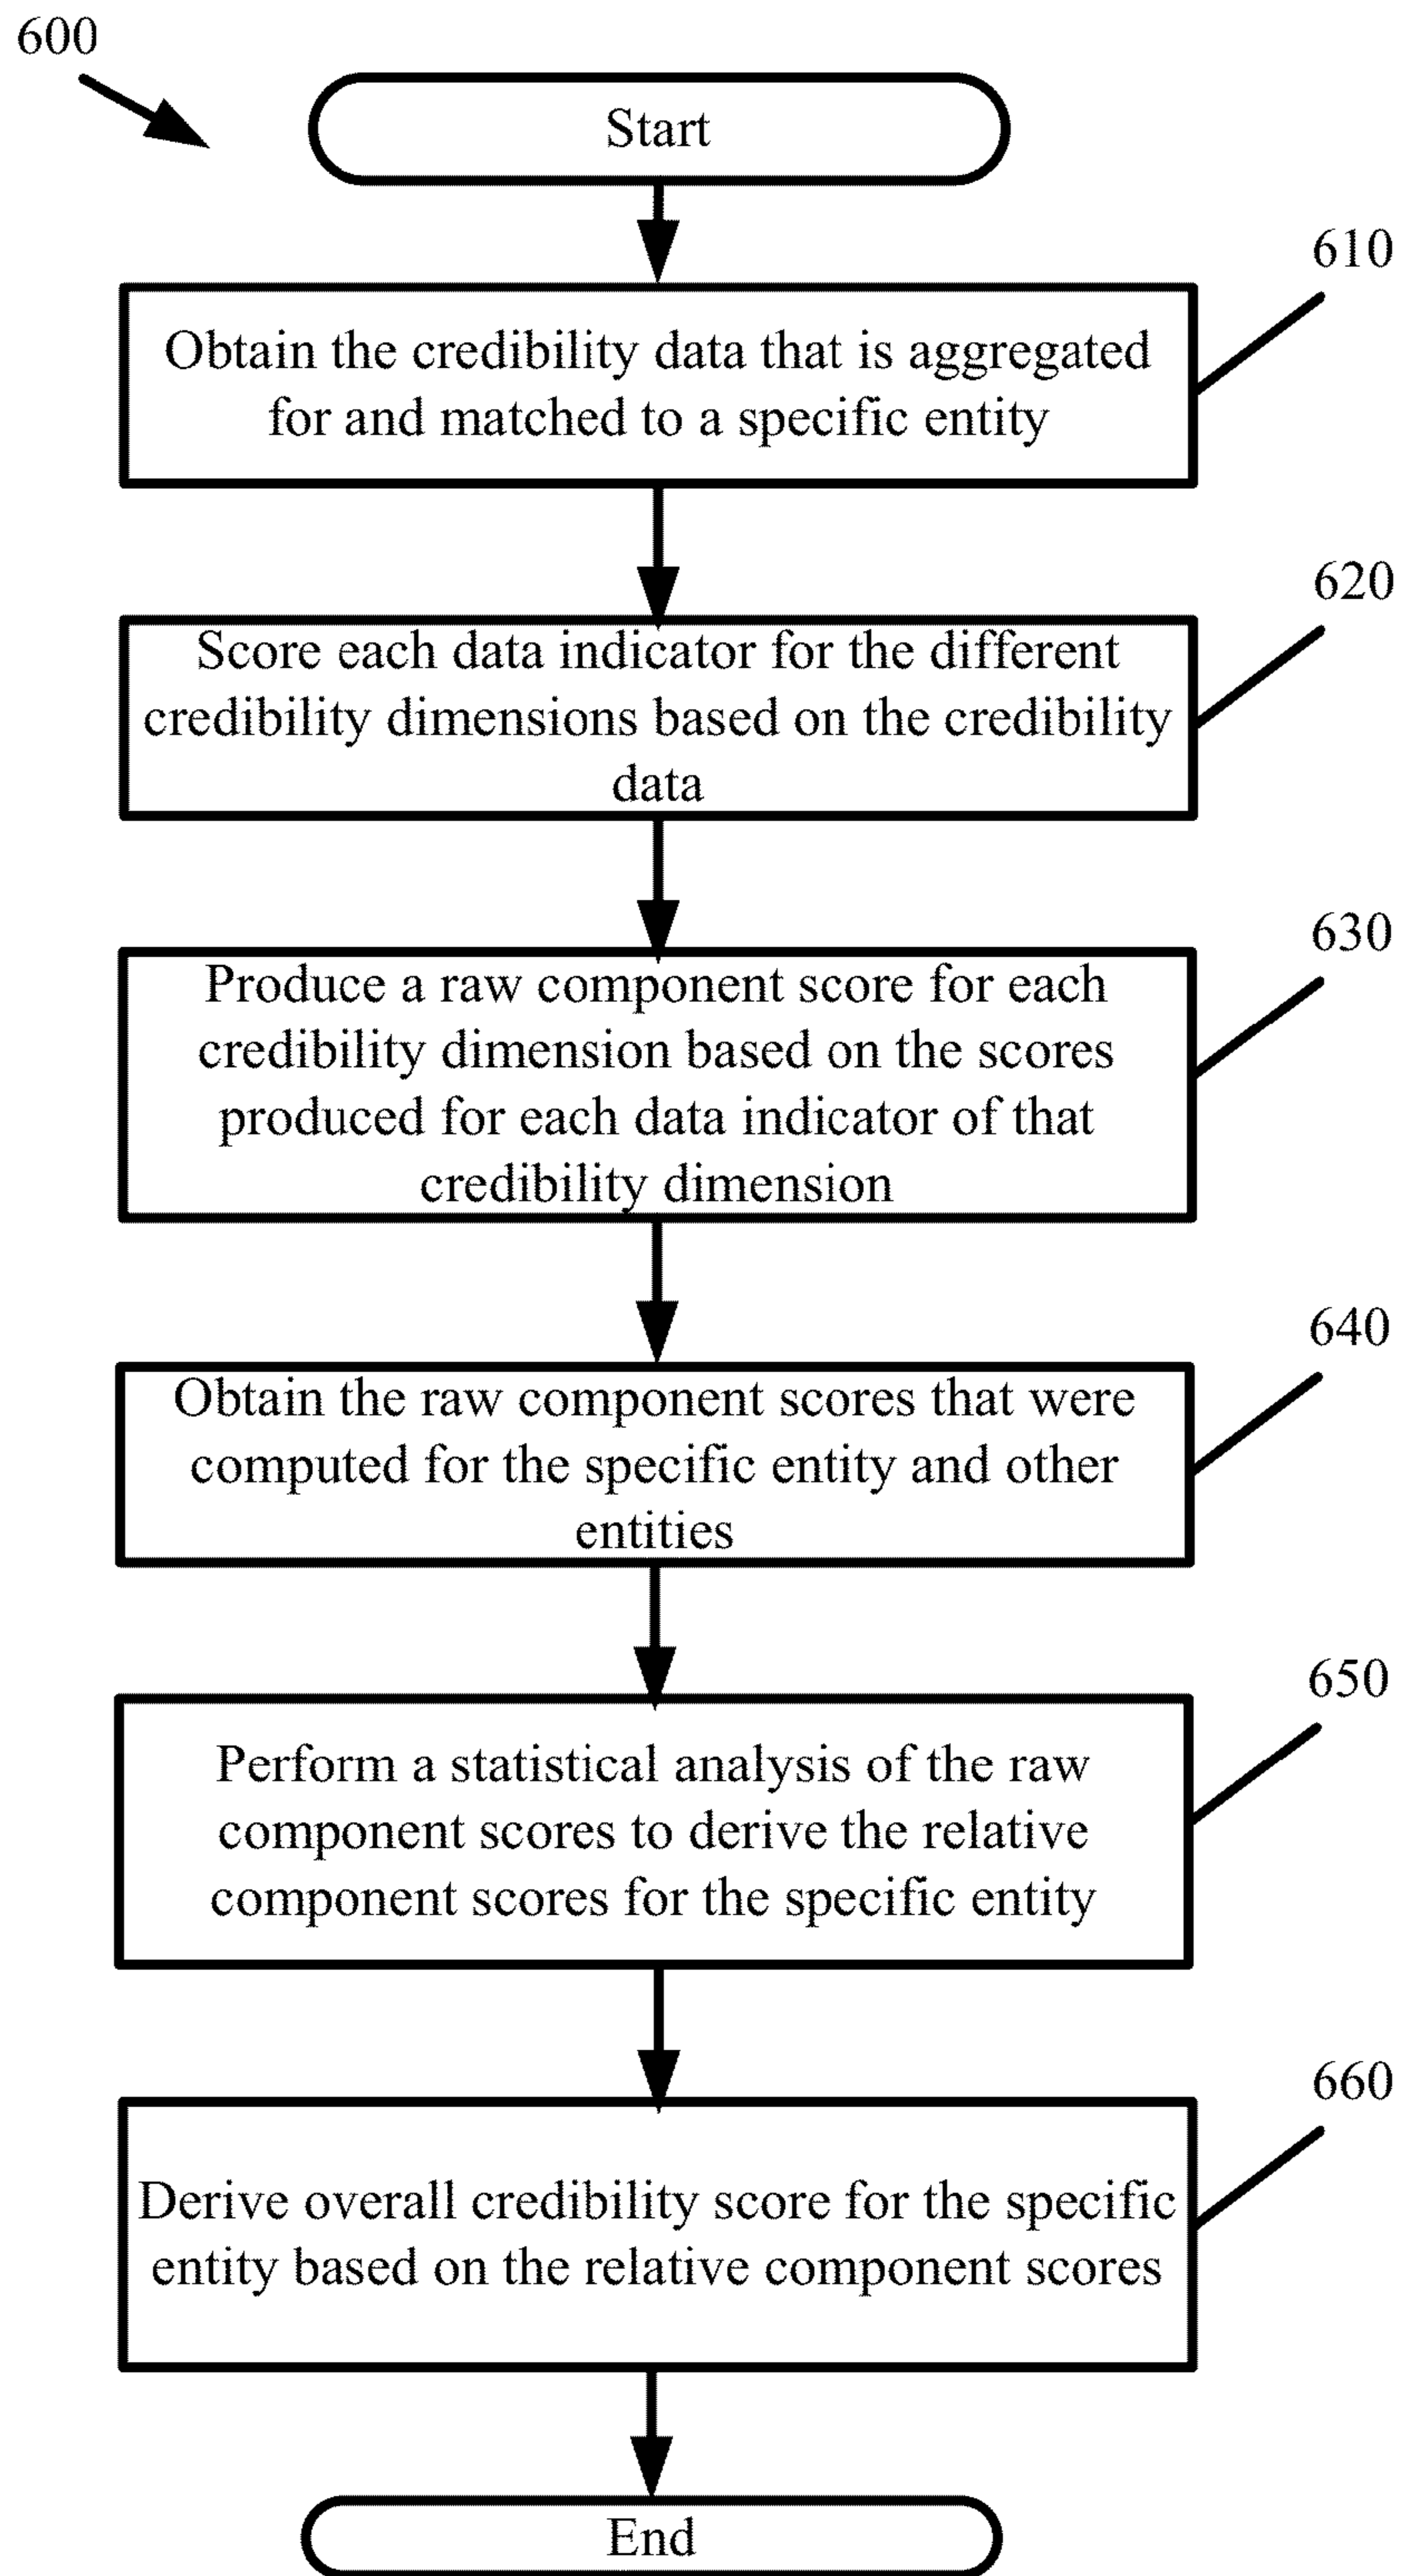 600
Start
610
Obtain the credibility data that is aggregated
for and matched to a specific entity
620
Score each data indicator for the different
credibility dimensions based on the credibility
data
630
Produce a raw component score for each
credibility dimension based on the scores
produced for each data indicator of that
credibility dimension
640
Obtain the raw component scores that were
computed for the specific entity and other
entities
650
Perform a statistical analysis of the raw
component scores to derive the relative
component scores for the specific entity
660
Derive overall credibility score for the specific
entity based on the relative component scores
End